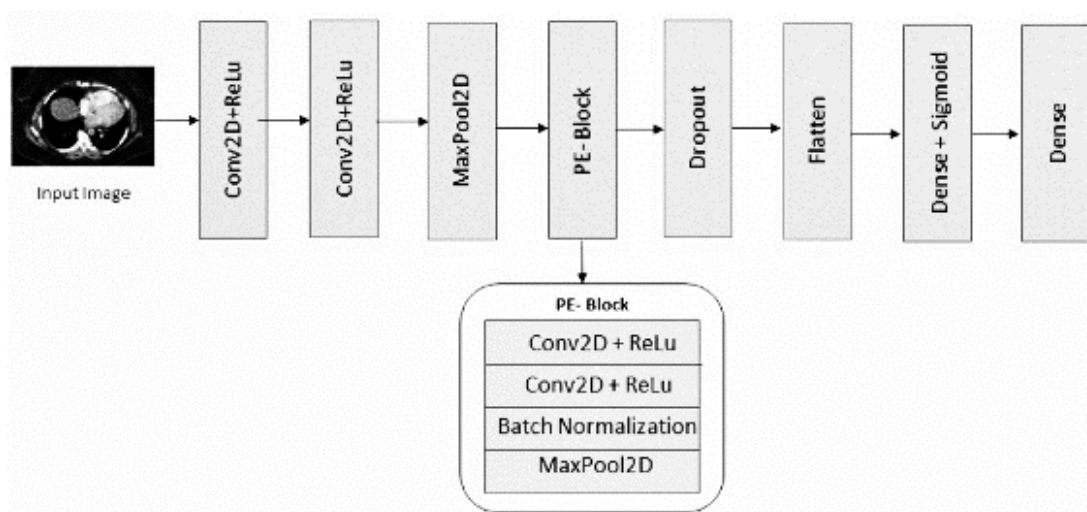 Input Image
Conv2D+ReLu
Conv2D+ReLu
MaxPool2D
PE- Block
Dropout
Flatten
Dense + Sigmoid
Dense
PE- Block
Conv2D + ReLu
Conv2D + ReLu
Batch Normalization
MaxPool2D